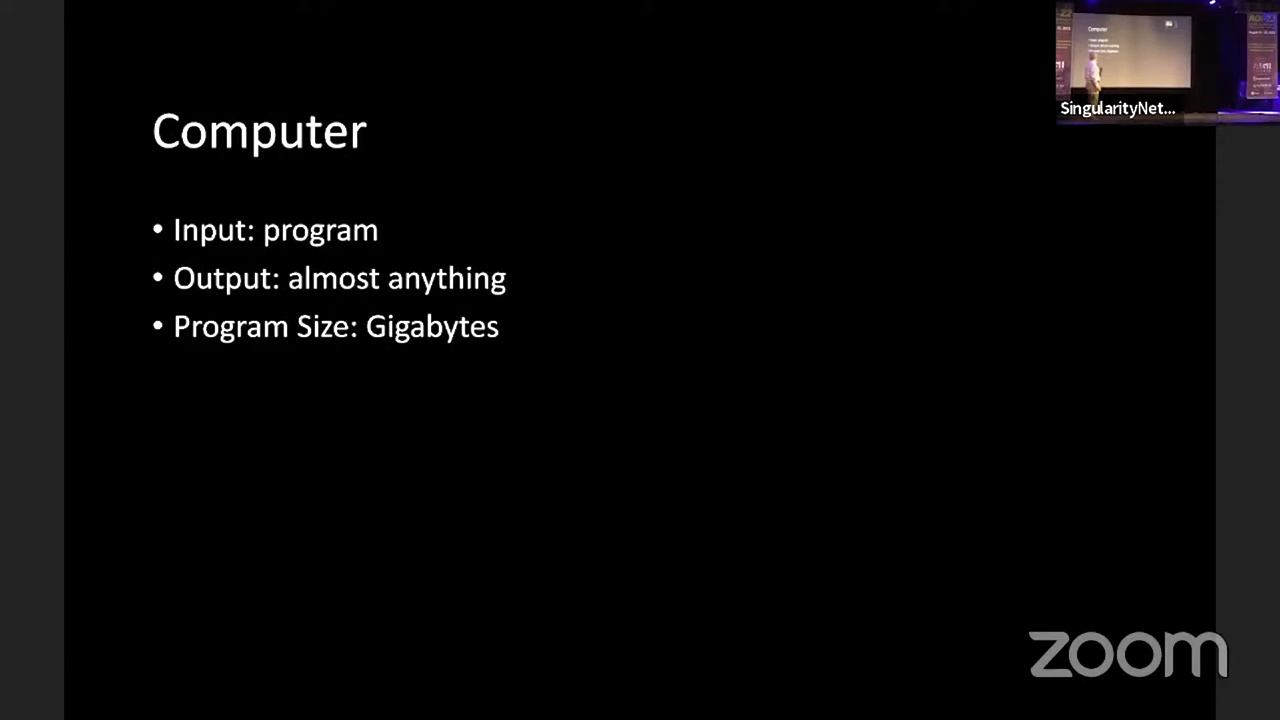 Computer
• Input: program
• Output: almost anything
• Program Size: Gigabytes
SingularityNet...
zoom